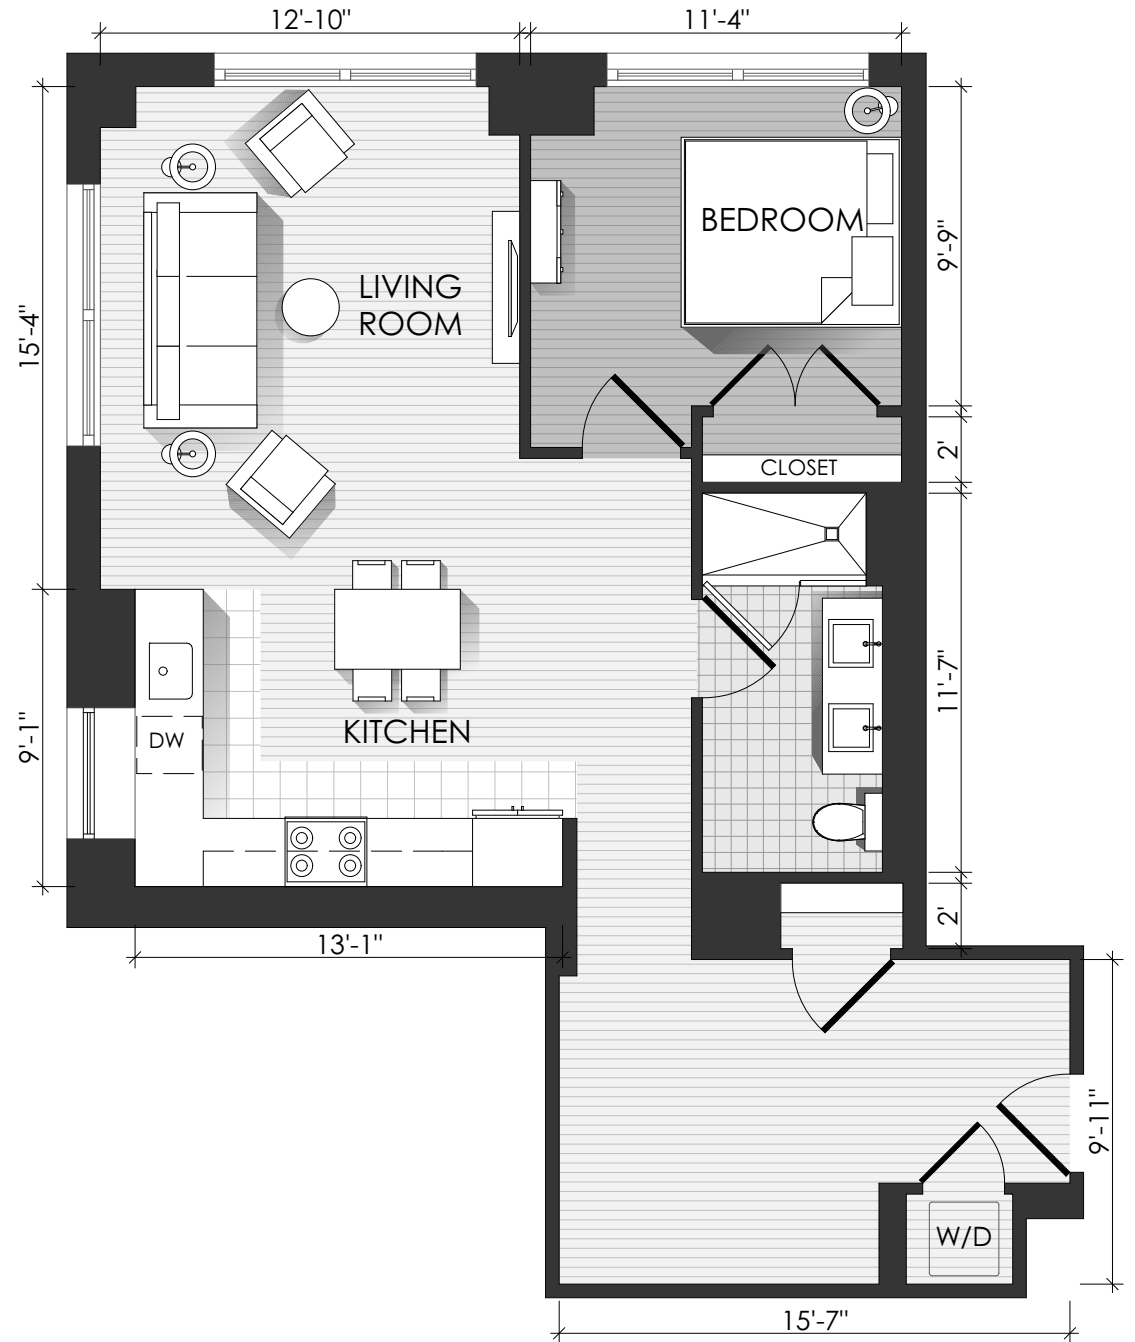 12'-10"
11'-4"
BEDROOM
9'-9"
LIVING
ROOM
15'-4"
2'
CLOSET
11'-7"
9'-1"
DW
KITCHEN
2'
13'-1"
9'-11"
W/D
15'-7"